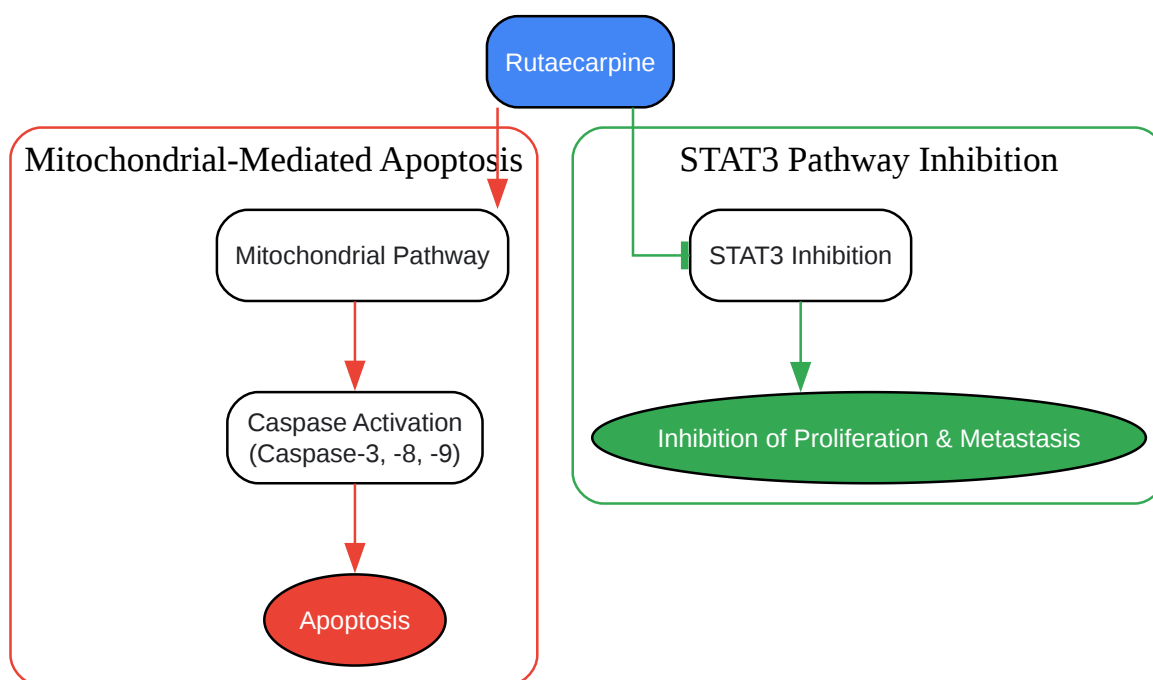 Rutaecarpine
Mitochondrial-Mediated Apoptosis
STAT3 Pathway Inhibition
Mitochondrial Pathway
STAT3 Inhibition
Caspase Activation
(Caspase-3, -8, -9)
Inhibition of Proliferation & Metastasis
Apoptosis